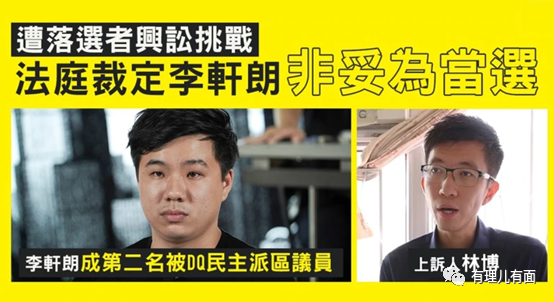 遭落選者興訟挑戰
法庭裁定李軒朗非妥為當選
李軒朗成第二名被DQ民主派區議員
上訴人林博
有理儿有面